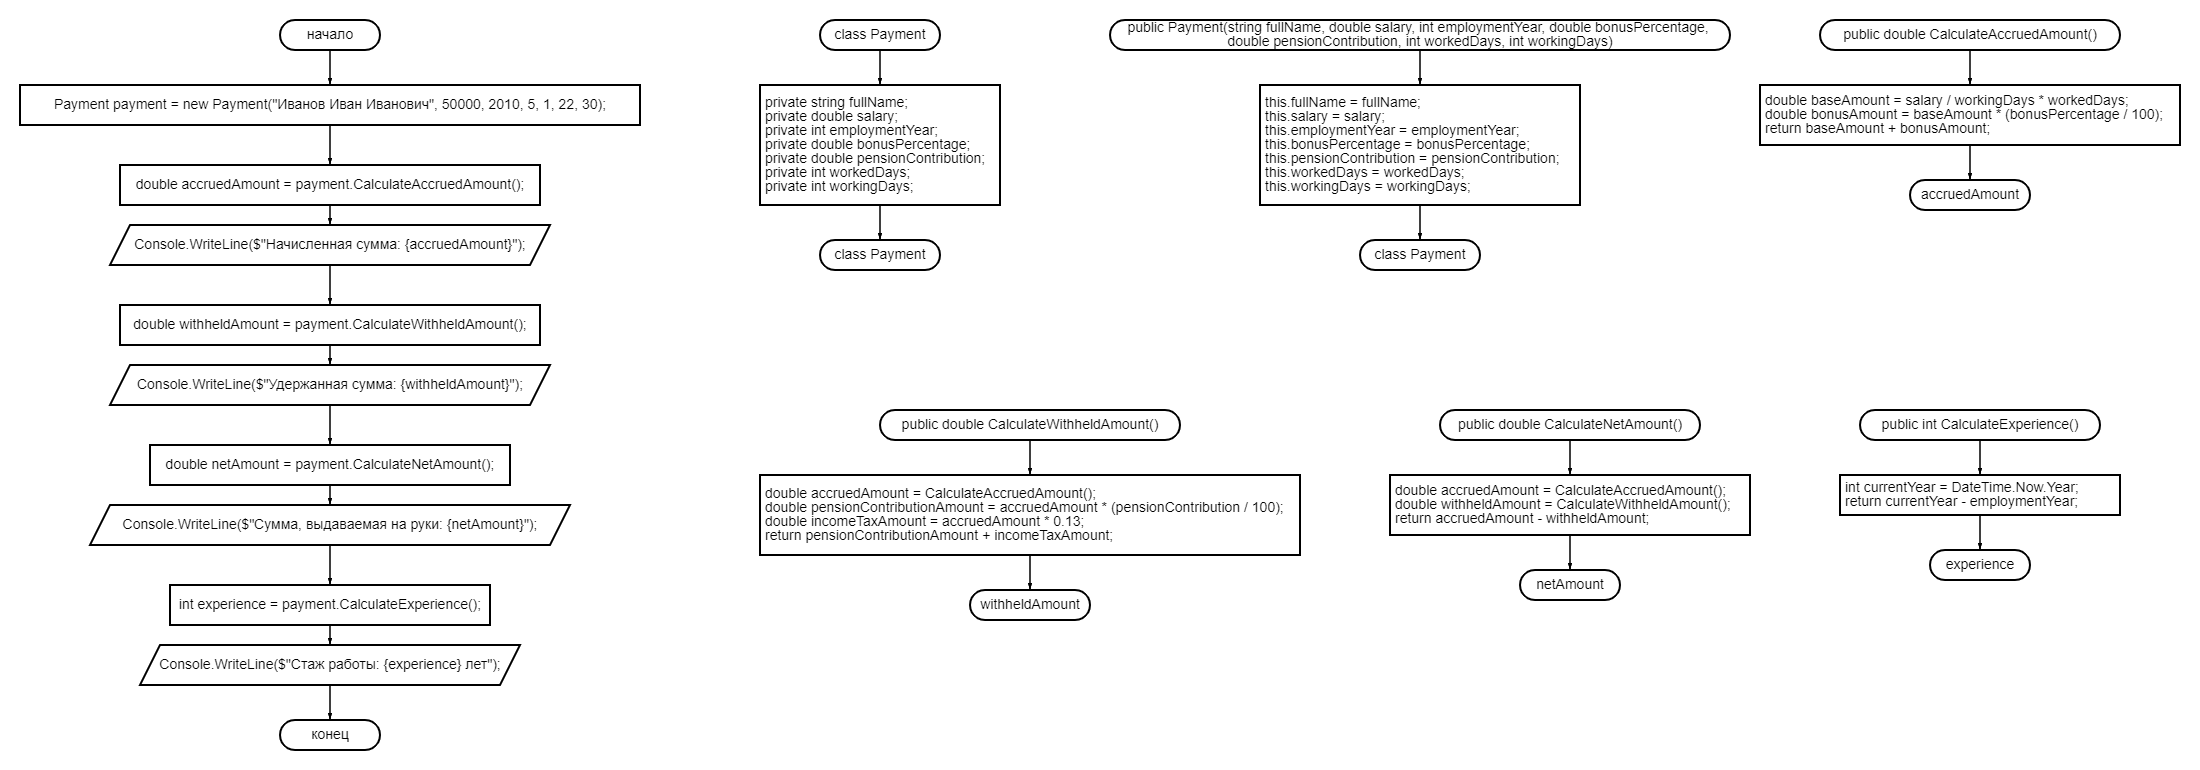 начало
Payment payment = new Payment("Иванов Иван Иванович", 50000, 2010, 5, 1, 22, 30);
double accruedAmount = payment.CalculateAccruedAmount();
Console.WriteLine($"Начисленная сумма: {accruedAmount}");
double withheldAmount = payment.CalculateWithheldAmount();
Console.WriteLine($"Удержанная сумма: {withheldAmount}");
double netAmount = payment.CalculateNetAmount();
Console.WriteLine($"Сумма, выдаваемая на руки: {netAmount}");
int experience = payment.CalculateExperience();
Console.WriteLine($"Стаж работы: {experience} лет");
конец
class Payment
private string fullName;
private double salary;
private int employmentYear;
private double bonusPercentage;
private double pensionContribution;
private int workedDays;
private int workingDays;
class Payment
public Payment(string fullName, double salary, int employmentYear, double bonusPercentage,
double pensionContribution, int workedDays, int workingDays)
this.fullName = fullName;
this.salary = salary;
this.employmentYear = employmentYear;
this.bonusPercentage = bonusPercentage;
this.pensionContribution = pensionContribution;
this.workedDays = workedDays;
this.workingDays = workingDays;
class Payment
public double CalculateAccruedAmount()
double baseAmount = salary / workingDays * workedDays;
double bonusAmount = baseAmount * (bonusPercentage / 100);
return baseAmount + bonusAmount;
accruedAmount
public double CalculateWithheldAmount()
double accruedAmount = CalculateAccruedAmount();
double pensionContributionAmount = accruedAmount * (pensionContribution / 100);
double incomeTaxAmount = accruedAmount * 0.13;
return pensionContributionAmount + incomeTaxAmount;
withheldAmount
public double CalculateNetAmount()
double accruedAmount = CalculateAccruedAmount();
double withheldAmount = CalculateWithheldAmount();
return accruedAmount - withheldAmount;
netAmount
public int CalculateExperience()
int currentYear = DateTime.Now.Year;
return currentYear - employmentYear;
experience